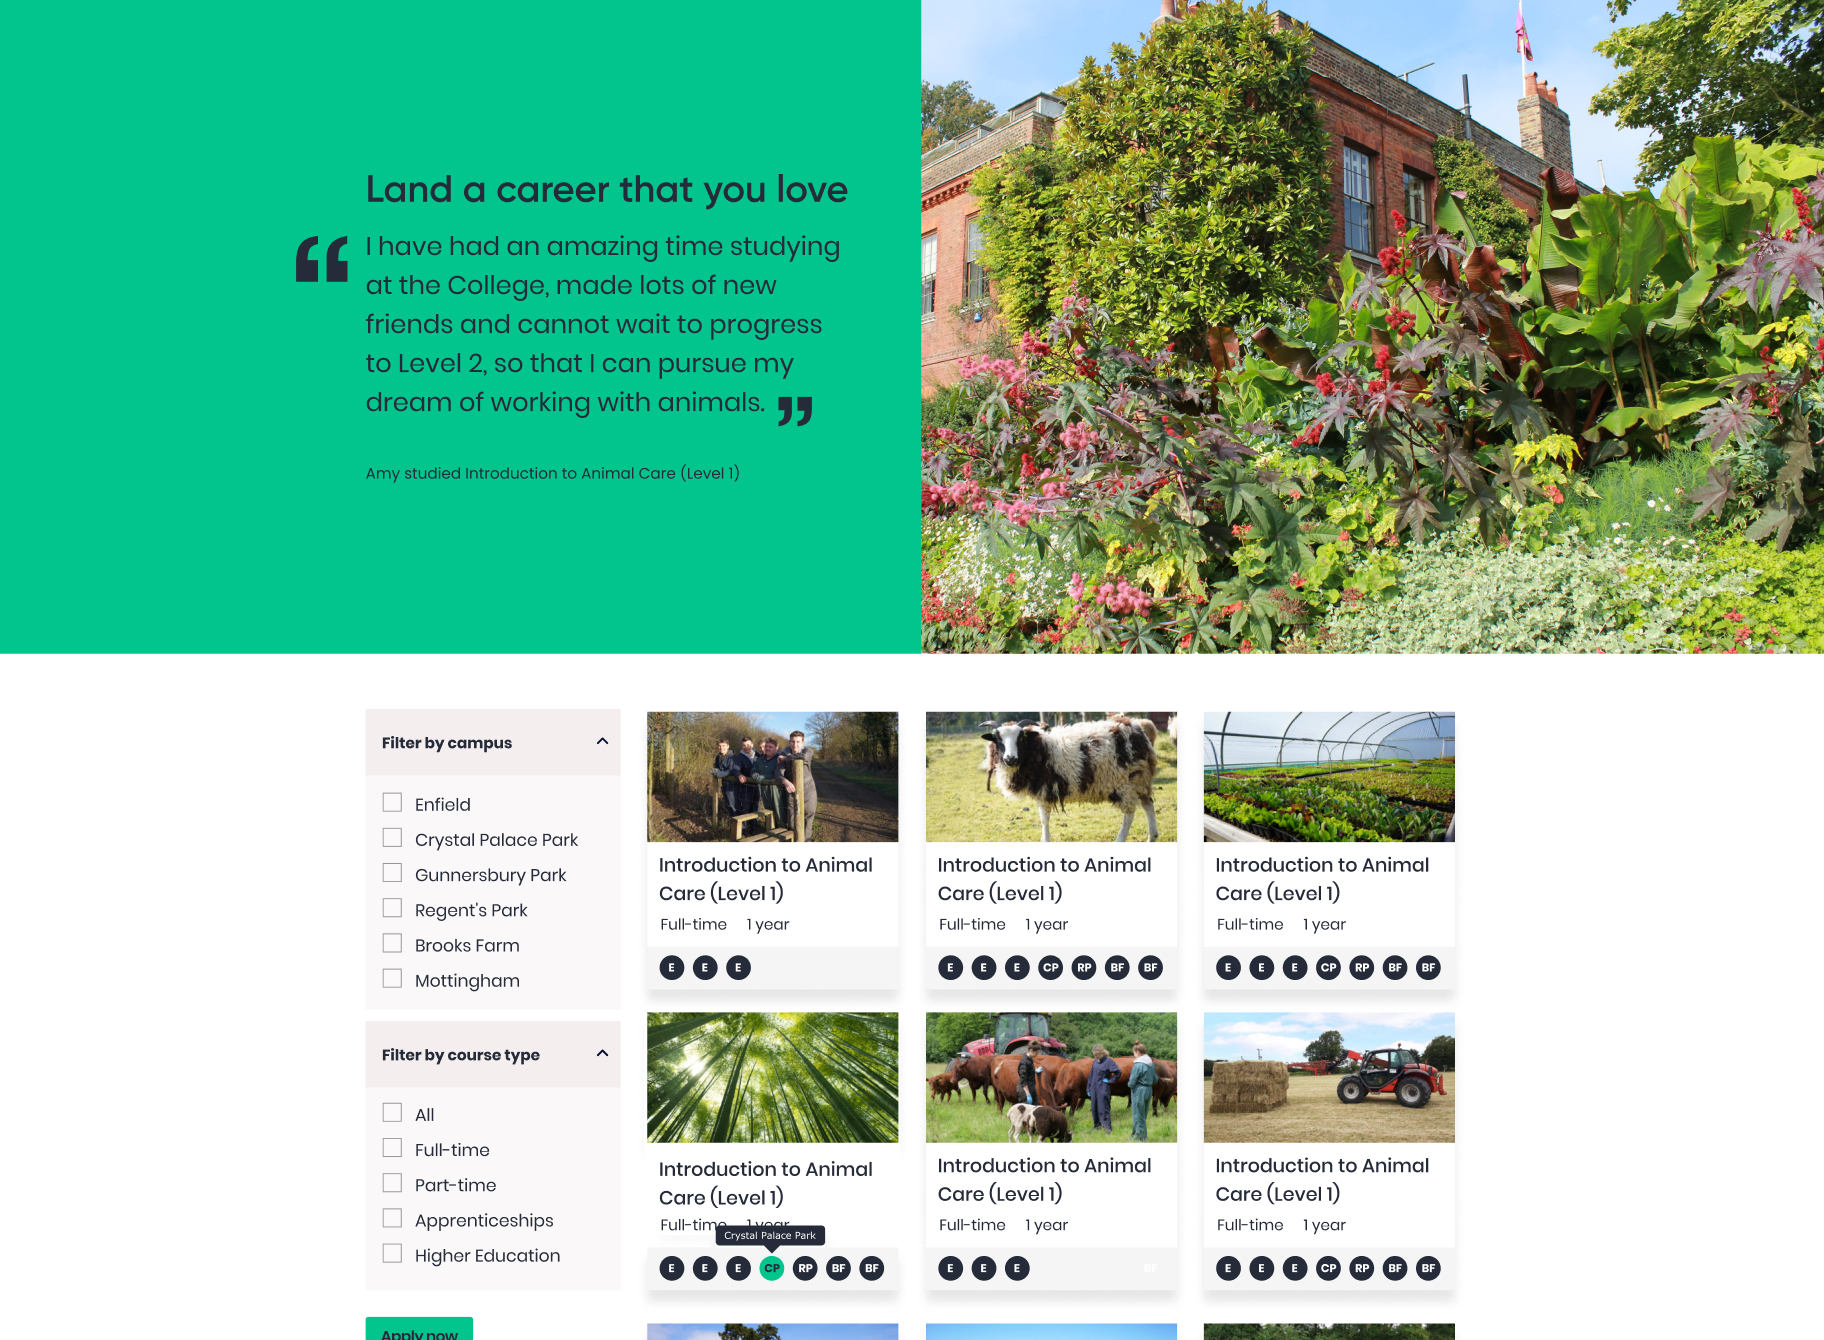 Land a career that you love
“
I have had an amazing time studying
at the College, made lots of new
friends and cannot wait to progress
to Level 2, so that I can pursue my
dream of working with animals. ”
Amy studied Introduction to Animal Care (Level 1)
Filter by campus
Enfield
Crystal Palace Park
Gunnersbury Park
Regent's Park
Brooks Farm
Mottingham
Filter by course type
All
Full-time
Part-time
Apprenticeships
Higher Education
Apply now
Introduction to Animal
Care (Level 1)
Full-time 1 year
E E E
Introduction to Animal
Care (Level 1)
Full-time 1 year
E E E CP RP BF BF
Introduction to Animal
Care (Level 1)
Full-time 1 year
E E E CP RP BF BF
Introduction to Animal
Care (Level 1)
Full-time 1 year
Crystal Palace Park
E E E CP RP BF BF
Introduction to Animal
Care (Level 1)
Full-time 1 year
E E E BF
Introduction to Animal
Care (Level 1)
Full-time 1 year
E E E CP RP BF BF